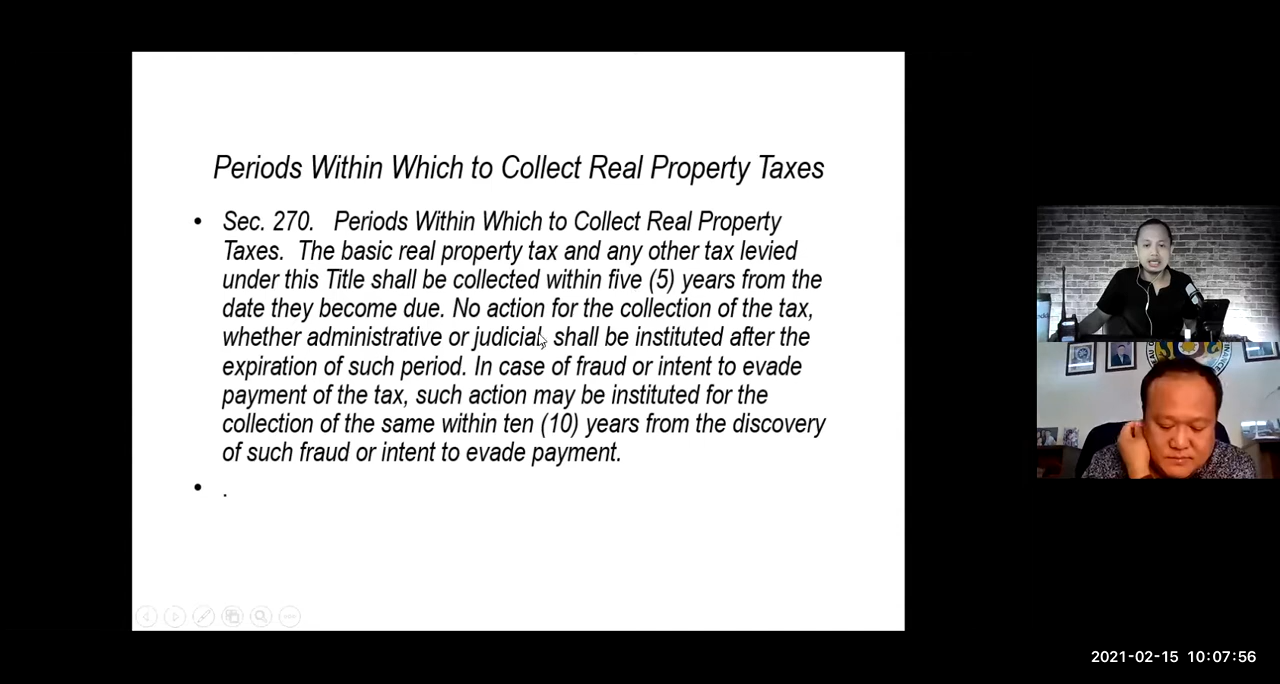 Periods Within Which to Collect Real Property Taxes
• Sec. 270. Periods Within Which to Collect Real Property
Taxes. The basic real property tax and any other tax levied
under this Title shall be collected within five (5) years from the
date they become due. No action for the collection of the tax,
whether administrative or judicial, shall be instituted after the
expiration of such period. In case of fraud or intent to evade
payment of the tax, such action may be instituted for the
collection of the same within ten (10) years from the discovery
of such fraud or intent to evade payment.
• .
2021-02-15 10:07:56